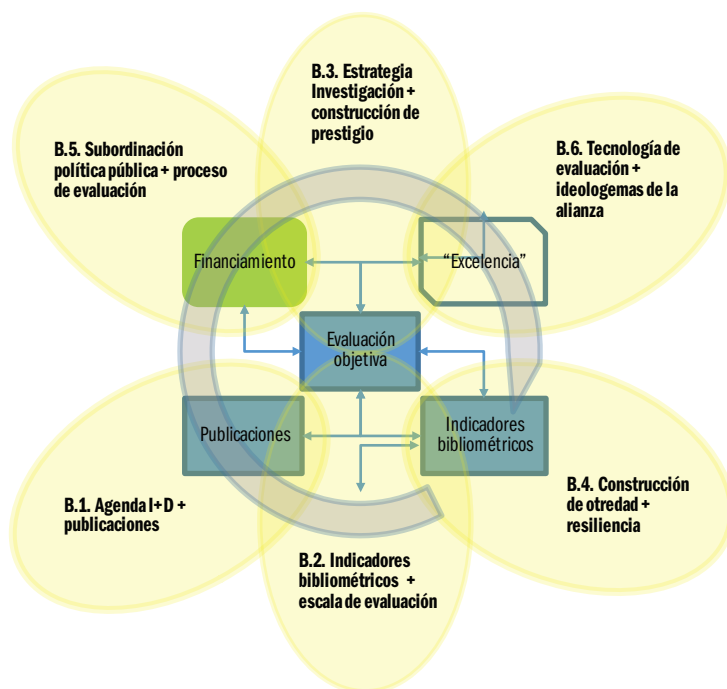 B.3. Estrategia
Investigación +
construcción de
prestigio
B.5. Subordinación
política pública + proceso
de evaluación
B.6. Tecnología de
evaluación +
ideologemas de la
alianza
Financiamiento
“Excelencia”
Evaluación
objetiva
Publicaciones
Indicadores
bibliométricos
B.1. Agenda I+D +
publicaciones
B.4. Construcción
de otredad +
resiliencia
B.2. Indicadores
bibliométricos +
escala de evaluación